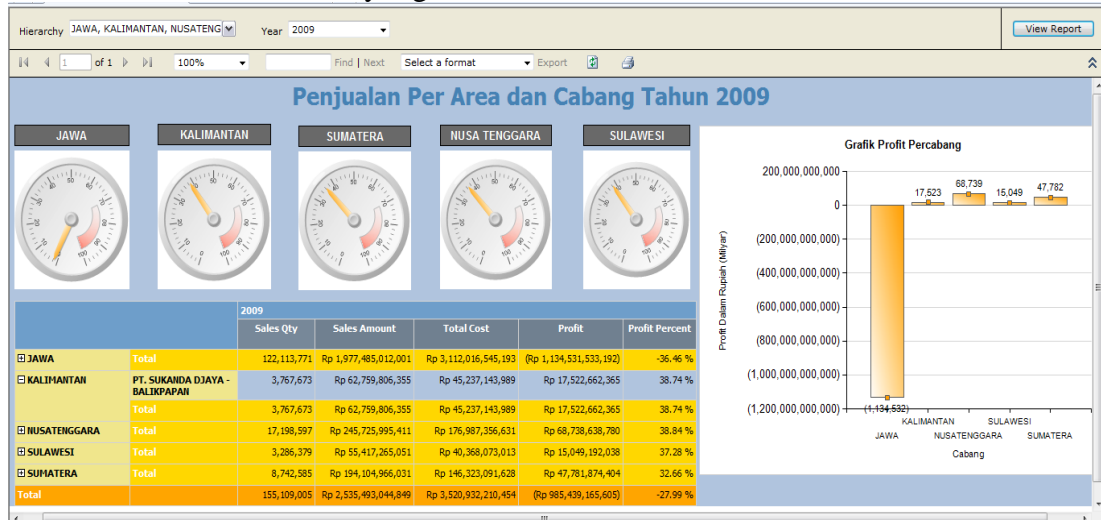 Hierarchy JAWA, KALIMANTAN, NUSATENG Year 2009 View Report
1 of 1 100% Find | Next Select a format Export
Penjualan Per Area dan Cabang Tahun 2009
JAWA KALIMANTAN SUMATERA NUSA TENGGARA SULAWESI
Grafik Profit Percabang
200,000,000,000
0
(200,000,000,000)
(400,000,000,000)
(600,000,000,000)
(800,000,000,000)
(1,000,000,000,000)
(1,200,000,000,000)
Profit Dalam Rupiah (Milyar)
17,523 68,739 15,049 47,782
(1,134,532)
KALIMANTAN SULAWESI
JAWA NUSATENGGARA SUMATERA
Cabang
2009
Sales Qty Sales Amount Total Cost Profit Profit Percent
JAWA Total 122,113,771 Rp 1,977,485,012,001 Rp 3,112,016,545,193 (Rp 1,134,531,533,192) -36.46 %
KALIMANTAN PT. SUKANDA DJAYA - 3,767,673 Rp 62,759,806,355 Rp 45,237,143,989 Rp 17,522,662,365 38.74 %
BALIKPAPAN
Total 3,767,673 Rp 62,759,806,355 Rp 45,237,143,989 Rp 17,522,662,365 38.74 %
NUSATENGGARA Total 17,198,597 Rp 245,725,995,411 Rp 176,987,356,631 Rp 68,738,638,780 38.84 %
SULAWESI Total 3,286,379 Rp 55,417,265,051 Rp 40,368,073,013 Rp 15,049,192,038 37.28 %
SUMATERA Total 8,742,585 Rp 194,104,966,031 Rp 146,323,091,628 Rp 47,781,874,404 32.66 %
Total 155,109,005 Rp 2,535,493,044,849 Rp 3,520,932,210,454 (Rp 985,439,165,605) -27.99 %